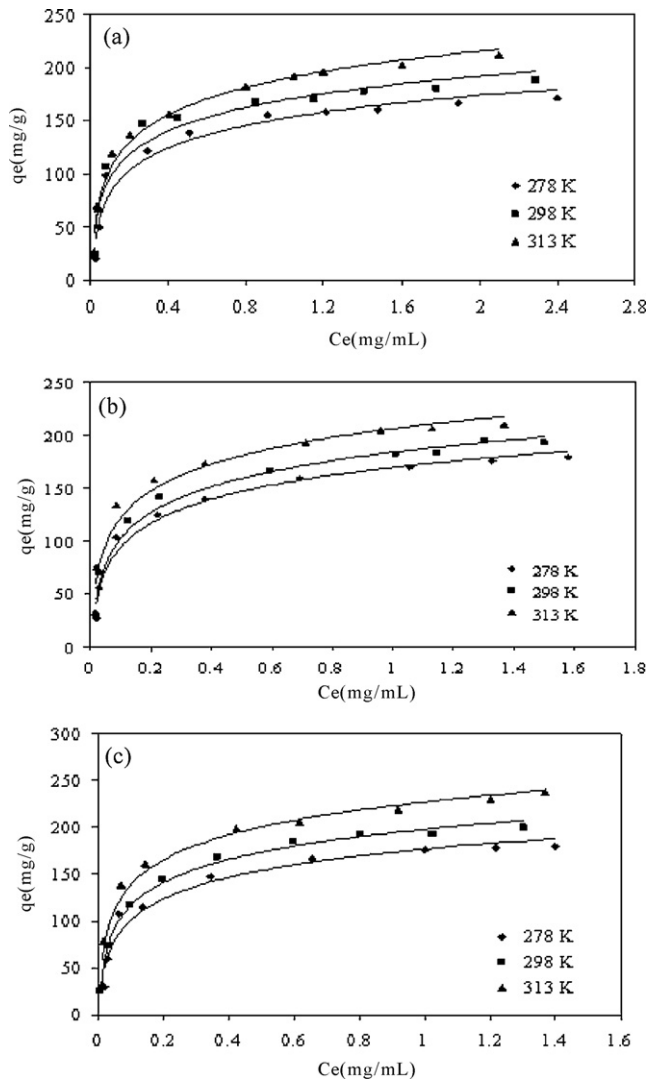 (a)
250
200
150
100
50
0
qe(mg/g)
0 0.4 0.8 1.2 1.6 2 2.4 2.8
Ce(mg/mL)
278 K
298 K
313 K
(b)
250
200
150
100
50
0
qe(mg/g)
0 0.2 0.4 0.6 0.8 1 1.2 1.4 1.6 1.8
Ce(mg/mL)
278 K
298 K
313 K
(c)
300
250
200
150
100
50
0
qe(mg/g)
0 0.2 0.4 0.6 0.8 1 1.2 1.4 1.6
Ce(mg/mL)
278 K
298 K
313 K